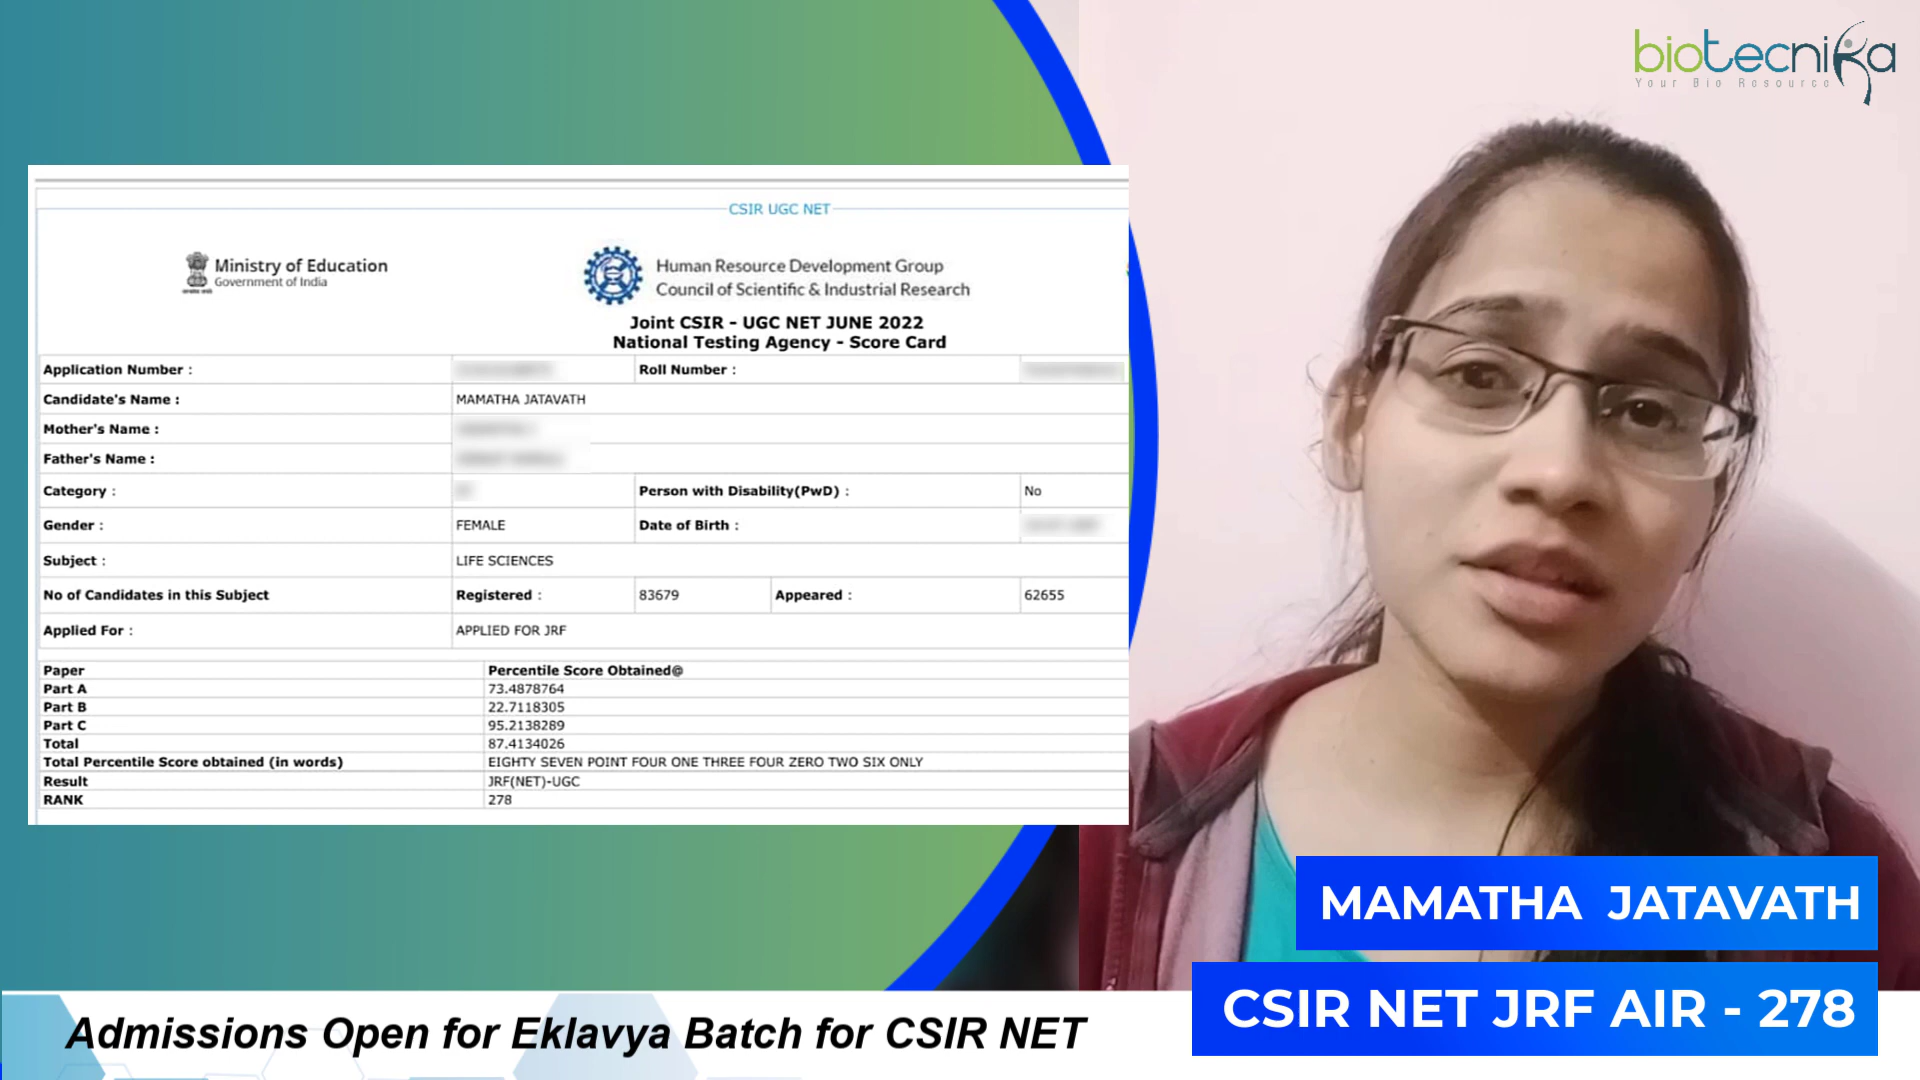 biotecnika
Your Bio Resource
CSIR UGC NET
Ministry of Education
Government of India
Human Resource Development Group
Council of Scientific & Industrial Research
Joint CSIR - UGC NET JUNE 2022
National Testing Agency - Score Card
Application Number :
Roll Number :
Candidate's Name : MAMATHA JATAVATH
Mother's Name :
Father's Name :
Category : Person with Disability(PwD) : No
Gender : FEMALE Date of Birth :
Subject : LIFE SCIENCES
No of Candidates in this Subject Registered : 83679 Appeared : 62655
Applied For : APPLIED FOR JRF
Paper Percentile Score Obtained@
Part A 73.4878764
Part B 22.7118305
Part C 95.2138289
Total 87.4134026
Total Percentile Score obtained (in words) EIGHTY SEVEN POINT FOUR ONE THREE FOUR ZERO TWO SIX ONLY
Result JRF(NET)-UGC
RANK 278
MAMATHA JATAVATH
CSIR NET JRF AIR - 278
Admissions Open for Eklavya Batch for CSIR NET